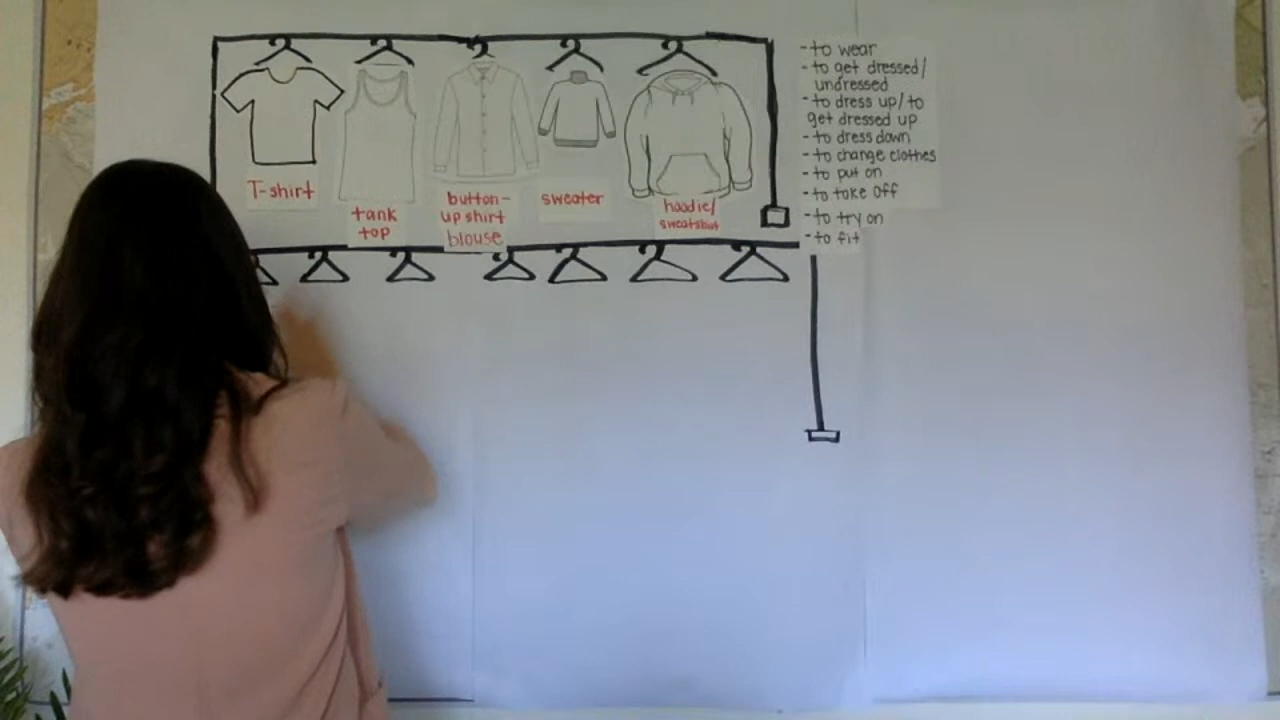 T-shirt
tank
top
button-
up shirt
blouse
sweater
hoodie/
sweatshirt
-to wear
-to get dressed/
undressed
-to dress up/to
get dressed up
-to dress down
-to change clothes
-to put on
-to take off
-to try on
-to fit